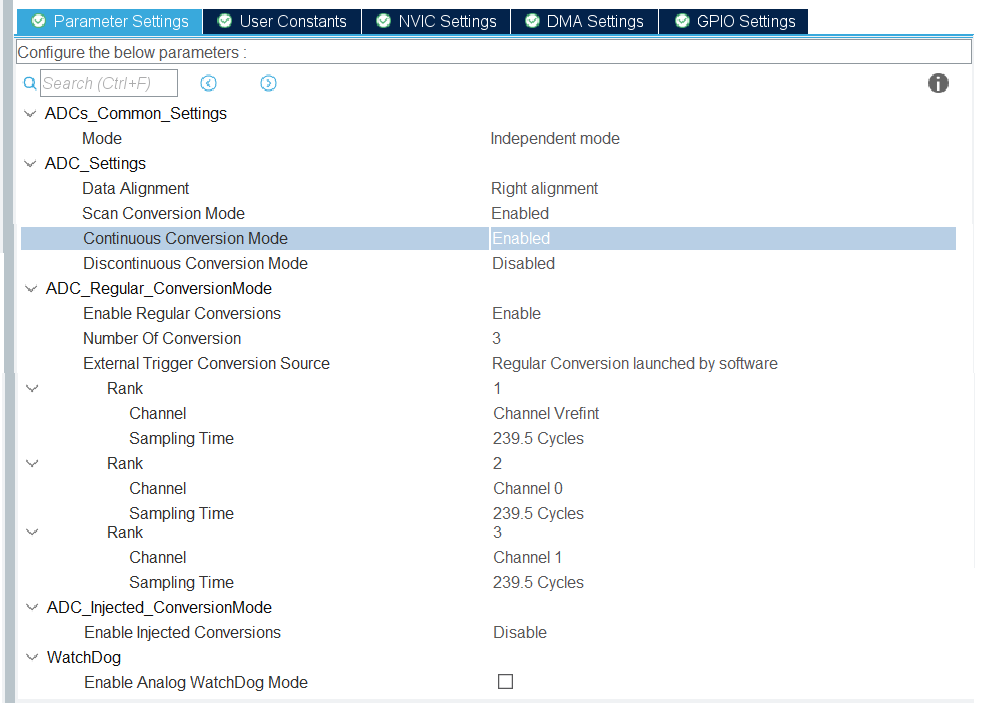 Parameter Settings User Constants NVIC Settings DMA Settings GPIO Settings
Configure the below parameters :
Search (Ctrl+F)
ADCs_Common_Settings
Mode Independent mode
ADC_Settings
Data Alignment Right alignment
Scan Conversion Mode Enabled
Continuous Conversion Mode Enabled
Discontinuous Conversion Mode Disabled
ADC_Regular_ConversionMode
Enable Regular Conversions Enable
Number Of Conversion 3
External Trigger Conversion Source Regular Conversion launched by software
Rank 1
Channel Channel Vrefint
Sampling Time 239.5 Cycles
Rank 2
Channel Channel 0
Sampling Time 239.5 Cycles
Rank 3
Channel Channel 1
Sampling Time 239.5 Cycles
ADC_Injected_ConversionMode
Enable Injected Conversions Disable
WatchDog
Enable Analog WatchDog Mode